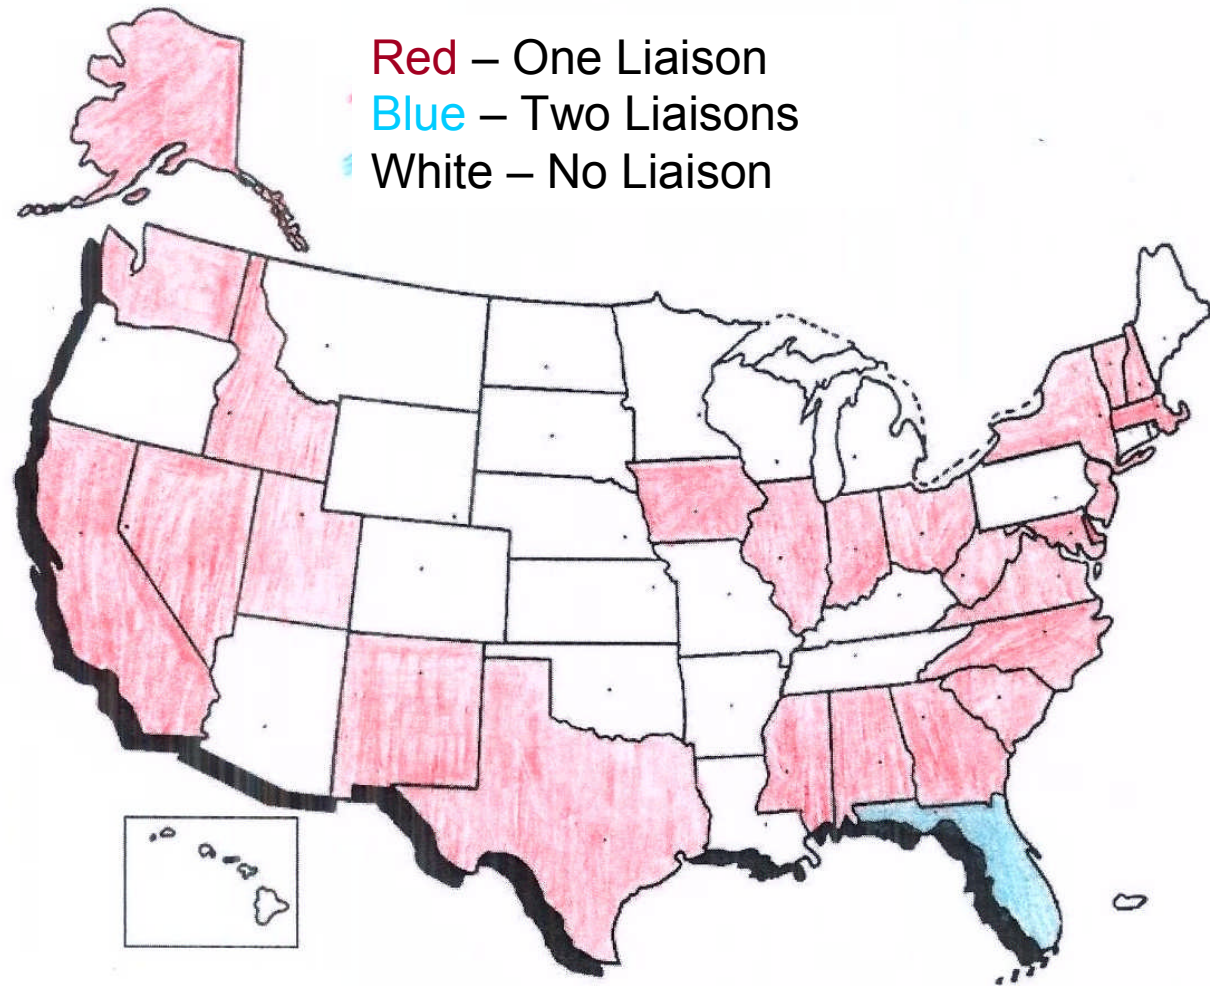 Red – One Liaison
Blue – Two Liaisons
White – No Liaison